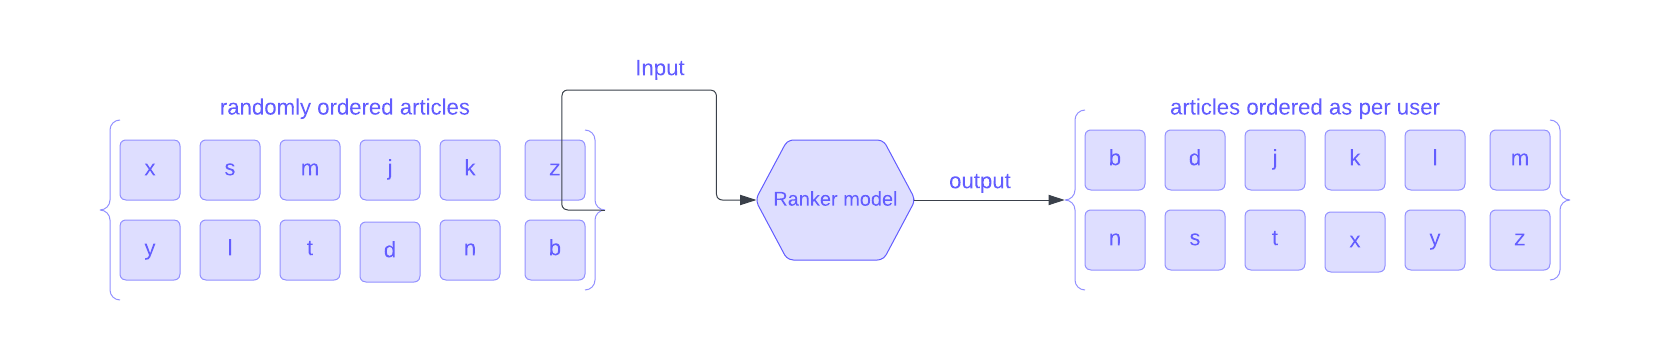 Input
randomly ordered articles
x s m j k z
y l t d n b
Ranker model
output
articles ordered as per user
b d j k l m
n s t x y z